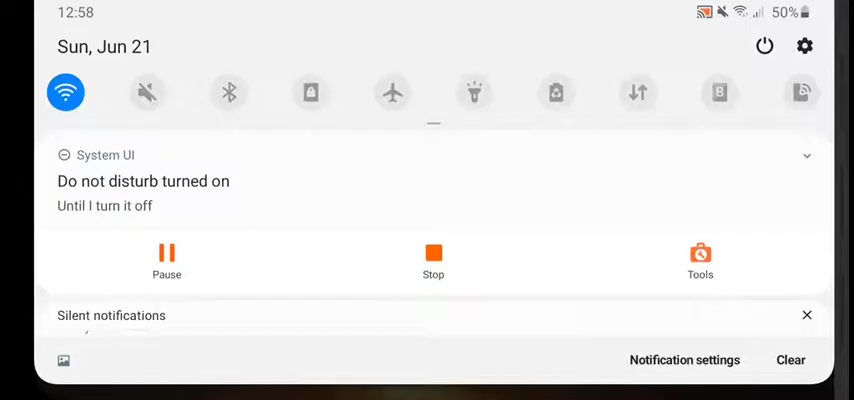 12:58
50%
Sun, Jun 21
B
System UI
Do not disturb turned on
Until I turn it off
Pause
Stop
Tools
Silent notifications
Notification settings
Clear